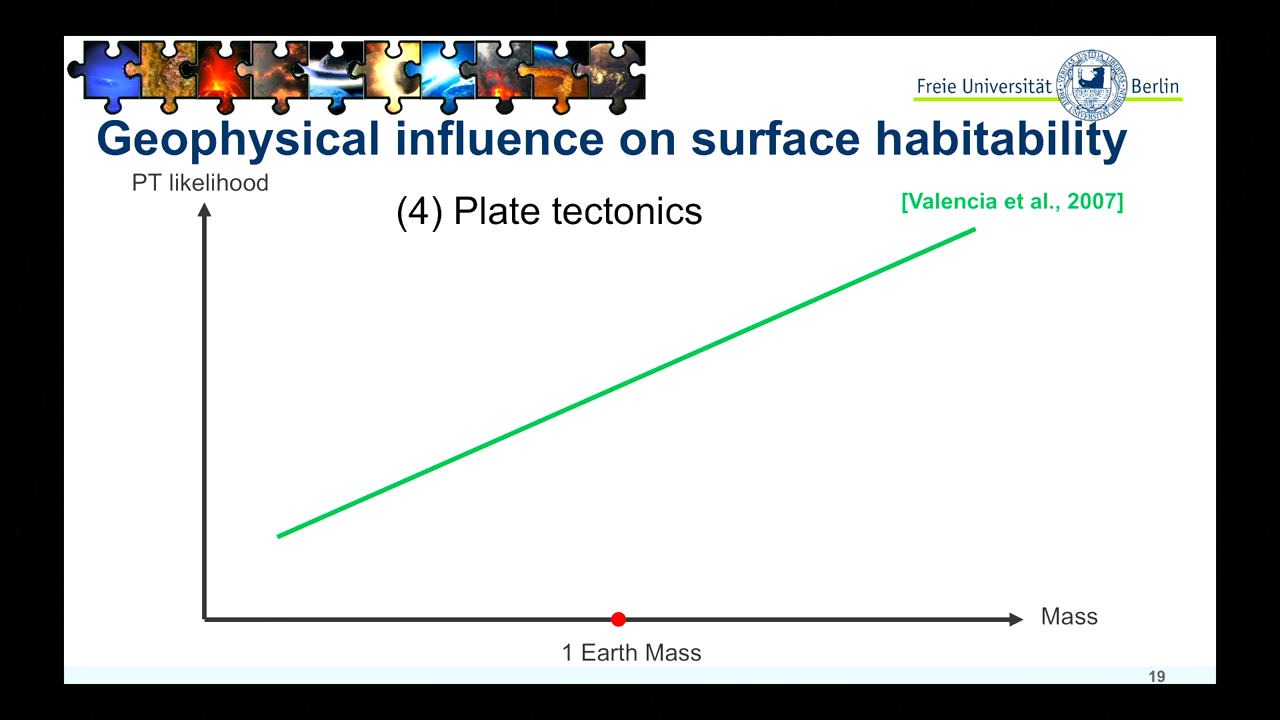 Freie Universität Berlin
Geophysical influence on surface habitability
PT likelihood
(4) Plate tectonics
[Valencia et al., 2007]
Mass
1 Earth Mass
19